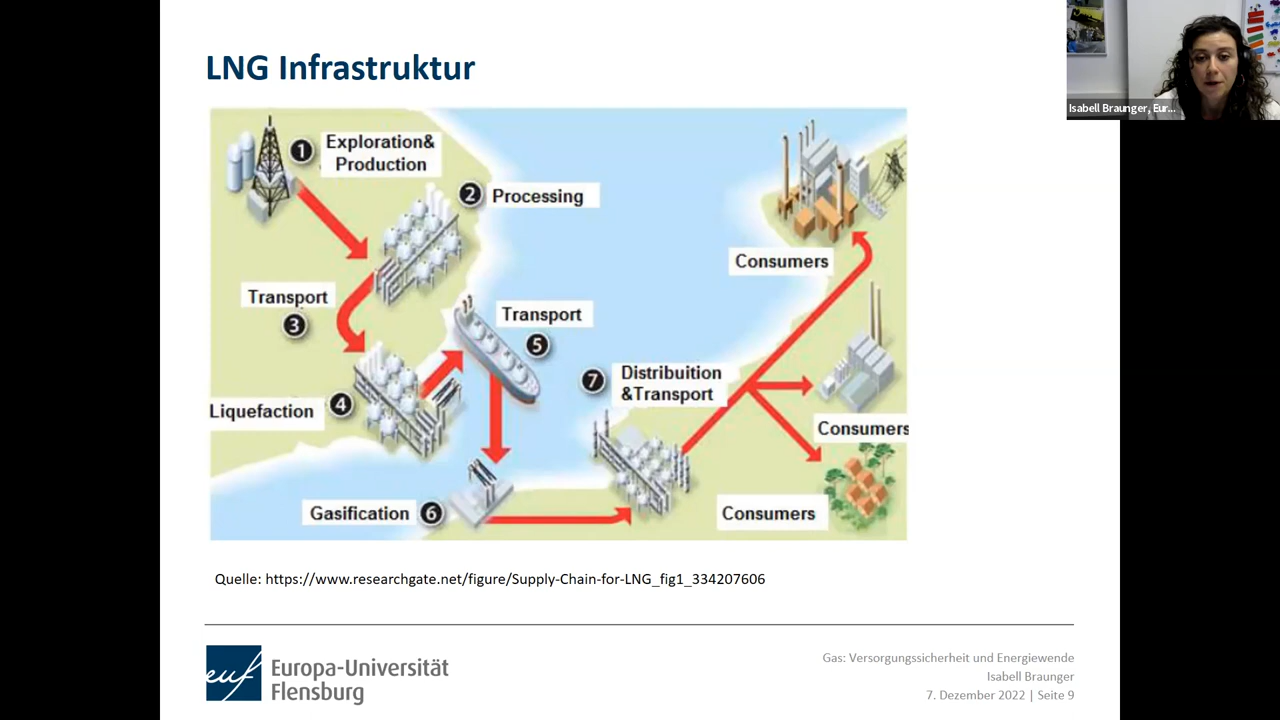 LNG Infrastruktur
Isabell Braunger, Eur...
1
Exploration&
Production
2 Processing
Consumers
Transport
3
Transport
5
7
Distribuition
&Transport
Liquefaction 4
Consumers
Gasification 6
Consumers
Quelle: https://www.researchgate.net/figure/Supply-Chain-for-LNG_fig1_334207606
euf
Europa-Universität
Flensburg
Gas: Versorgungssicherheit und Energiewende
Isabell Braunger
7. Dezember 2022 | Seite 9